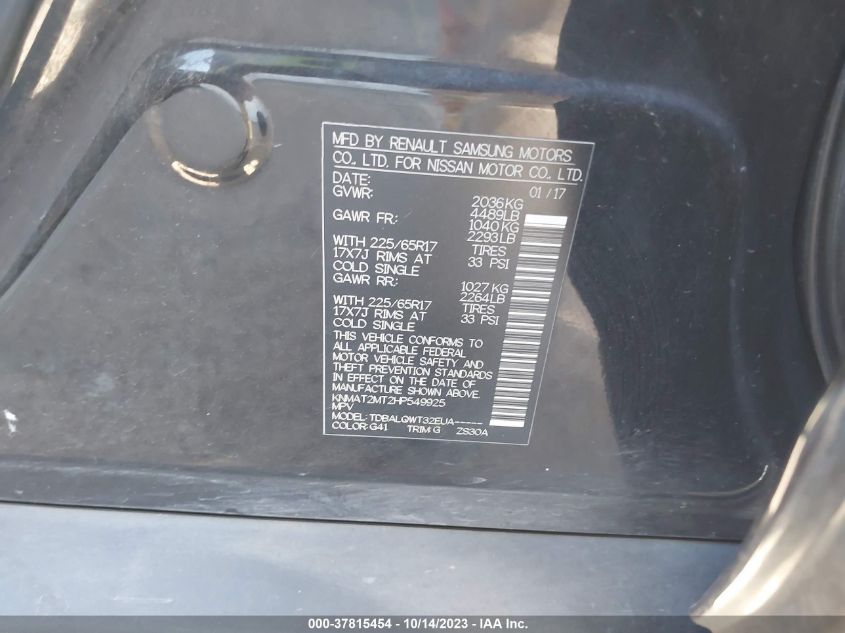 MFD BY RENAULT SAMSUNG MOTORS
CO., LTD. FOR NISSAN MOTOR CO., LTD.
DATE: 01/17
GVWR: 2036KG
4489LB
GAWR FR: 1040KG
2293LB
WITH 225/65R17 TIRES
17X7J RIMS AT 33 PSI
COLD SINGLE
GAWR RR: 1027KG
2264LB
WITH 225/65R17 TIRES
17X7J RIMS AT 33 PSI
COLD SINGLE
THIS VEHICLE CONFORMS TO
ALL APPLICABLE FEDERAL
MOTOR VEHICLE SAFETY AND
THEFT PREVENTION STANDARDS
IN EFFECT ON THE DATE OF
MANUFACTURE SHOWN ABOVE.
KNMAT2MT2HP549925
MPV
MODEL: TDBALQWT32EUA-----
COLOR: G41 TRIM: G ZS30A
000-37815454 - 10/14/2023 - IAA Inc.